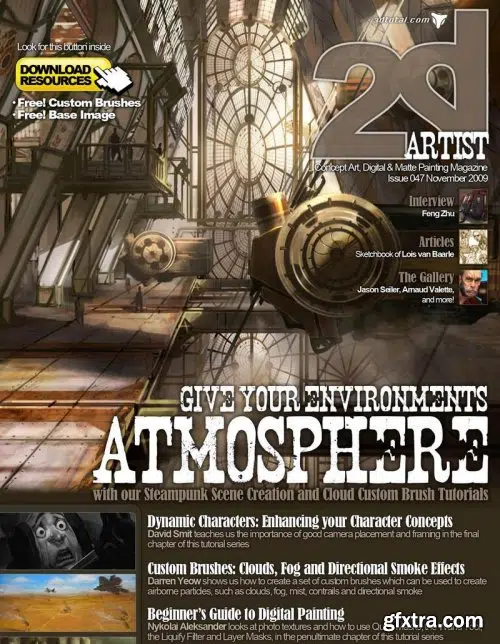 3dtotal.com
Look for this button inside
DOWNLOAD
RESOURCES
• Free! Custom Brushes
• Free! Base Image
2d
ARTIST
Concept Art, Digital & Matte Painting Magazine
Issue 047 November 2009
Interview
Feng Zhu
Articles
Sketchbook of Lois van Baarle
The Gallery
Jason Seiler, Arnaud Valette,
and more!
GIVE YOUR ENVIRONMENTS
ATMOSPHERE
with our Steampunk Scene Creation and Cloud Custom Brush Tutorials
Dynamic Characters: Enhancing your Character Concepts
David Smit teaches us the importance of good camera placement and framing in the final
chapter of this tutorial series
Custom Brushes: Clouds, Fog and Directional Smoke Effects
Darren Yeow shows us how to create a set of custom brushes which can be used to create
airborne particles, such as clouds, fog, mist, contrails and directional smoke
Beginner's Guide to Digital Painting
Nykolai Aleksander looks at photo textures and how to use
the Liquify Filter and Layer Masks, in the penultimate chapter of this tutorial series
gfxtra.com